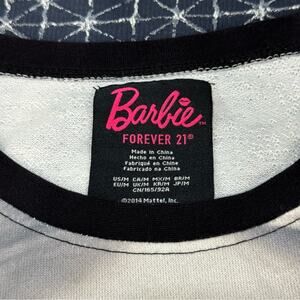 Barbie™
FOREVER 21®
Made in China
Hecho en China
Fabriqué en Chine
Fabricado na China
US/M CA/M MX/M BR/M
EU/M UK/M KR/M JP/M
CN/165/92A
©2014 Mattel, Inc.